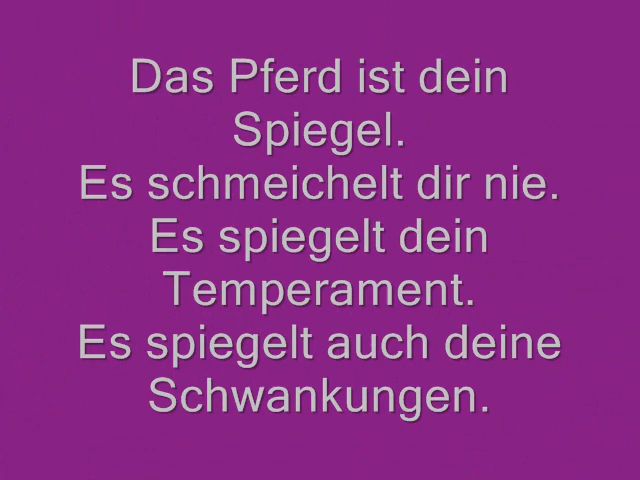 Das Pferd ist dein
Spiegel.
Es schmeichelt dir nie.
Es spiegelt dein
Temperament.
Es spiegelt auch deine
Schwankungen.